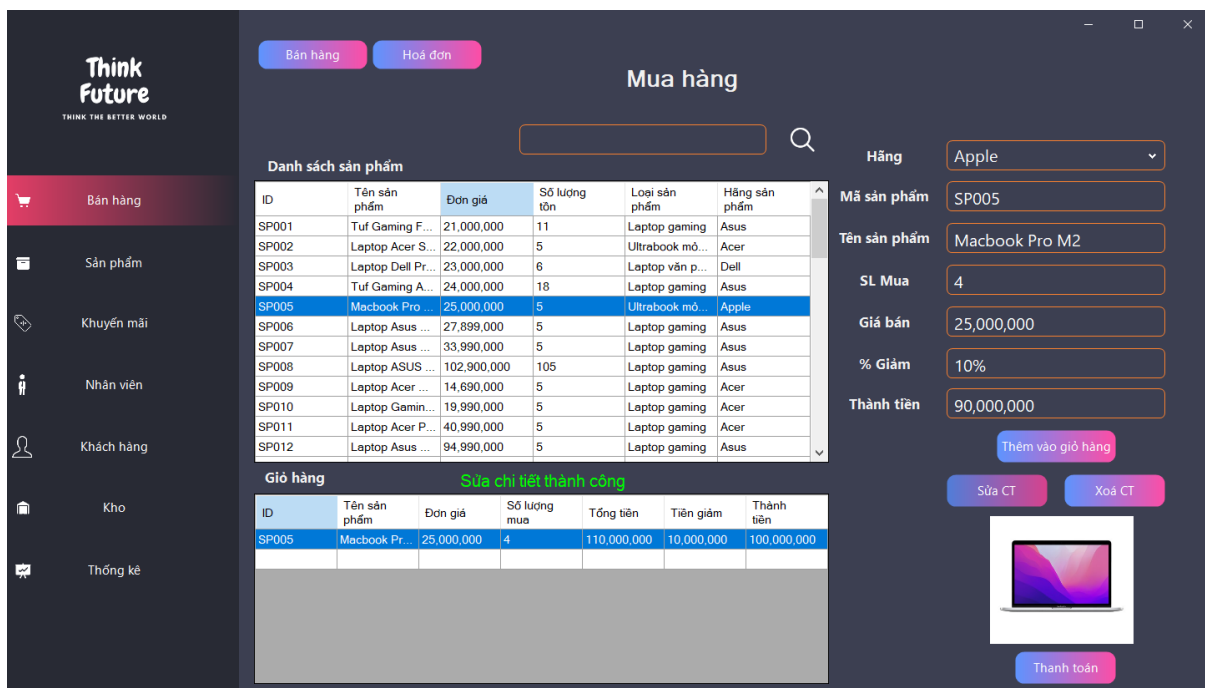 Think
Future
THINK THE BETTER WORLD
Bán hàng
Sản phẩm
Khuyến mãi
Nhân viên
Khách hàng
Kho
Thống kê
Bán hàng Hoá đơn
Mua hàng
Danh sách sản phẩm
ID Tên sản phẩm Đơn giá Số lượng tồn Loại sản phẩm Hãng sản phẩm
SP001 Tuf Gaming F... 21,000,000 11 Laptop gaming Asus
SP002 Laptop Acer S... 22,000,000 5 Ultrabook mỏ... Acer
SP003 Laptop Dell Pr... 23,000,000 6 Laptop văn p... Dell
SP004 Tuf Gaming A... 24,000,000 18 Laptop gaming Asus
SP005 Macbook Pro ... 25,000,000 5 Ultrabook mỏ... Apple
SP006 Laptop Asus ... 27,899,000 5 Laptop gaming Asus
SP007 Laptop Asus ... 33,990,000 5 Laptop gaming Asus
SP008 Laptop ASUS ... 102,900,000 105 Laptop gaming Asus
SP009 Laptop Acer ... 14,690,000 5 Laptop gaming Acer
SP010 Laptop Gamin... 19,990,000 5 Laptop gaming Acer
SP011 Laptop Acer P... 40,990,000 5 Laptop gaming Acer
SP012 Laptop Asus ... 94,990,000 5 Laptop gaming Asus
Giỏ hàng
Sửa chi tiết thành công
ID Tên sản phẩm Đơn giá Số lượng mua Tổng tiền Tiền giảm Thành tiền
SP005 Macbook Pr... 25,000,000 4 110,000,000 10,000,000 100,000,000
Hãng Apple
Mã sản phẩm SP005
Tên sản phẩm Macbook Pro M2
SL Mua 4
Giá bán 25,000,000
% Giảm 10%
Thành tiền 90,000,000
Thêm vào giỏ hàng
Sửa CT Xoá CT
Thanh toán